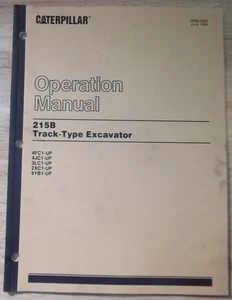 CATERPILLAR
Operation
Manual
215B
Track-Type Excavator
4FC1-UP
4JC1-UP
3LC1-UP
2XC1-UP
9YB1-UP